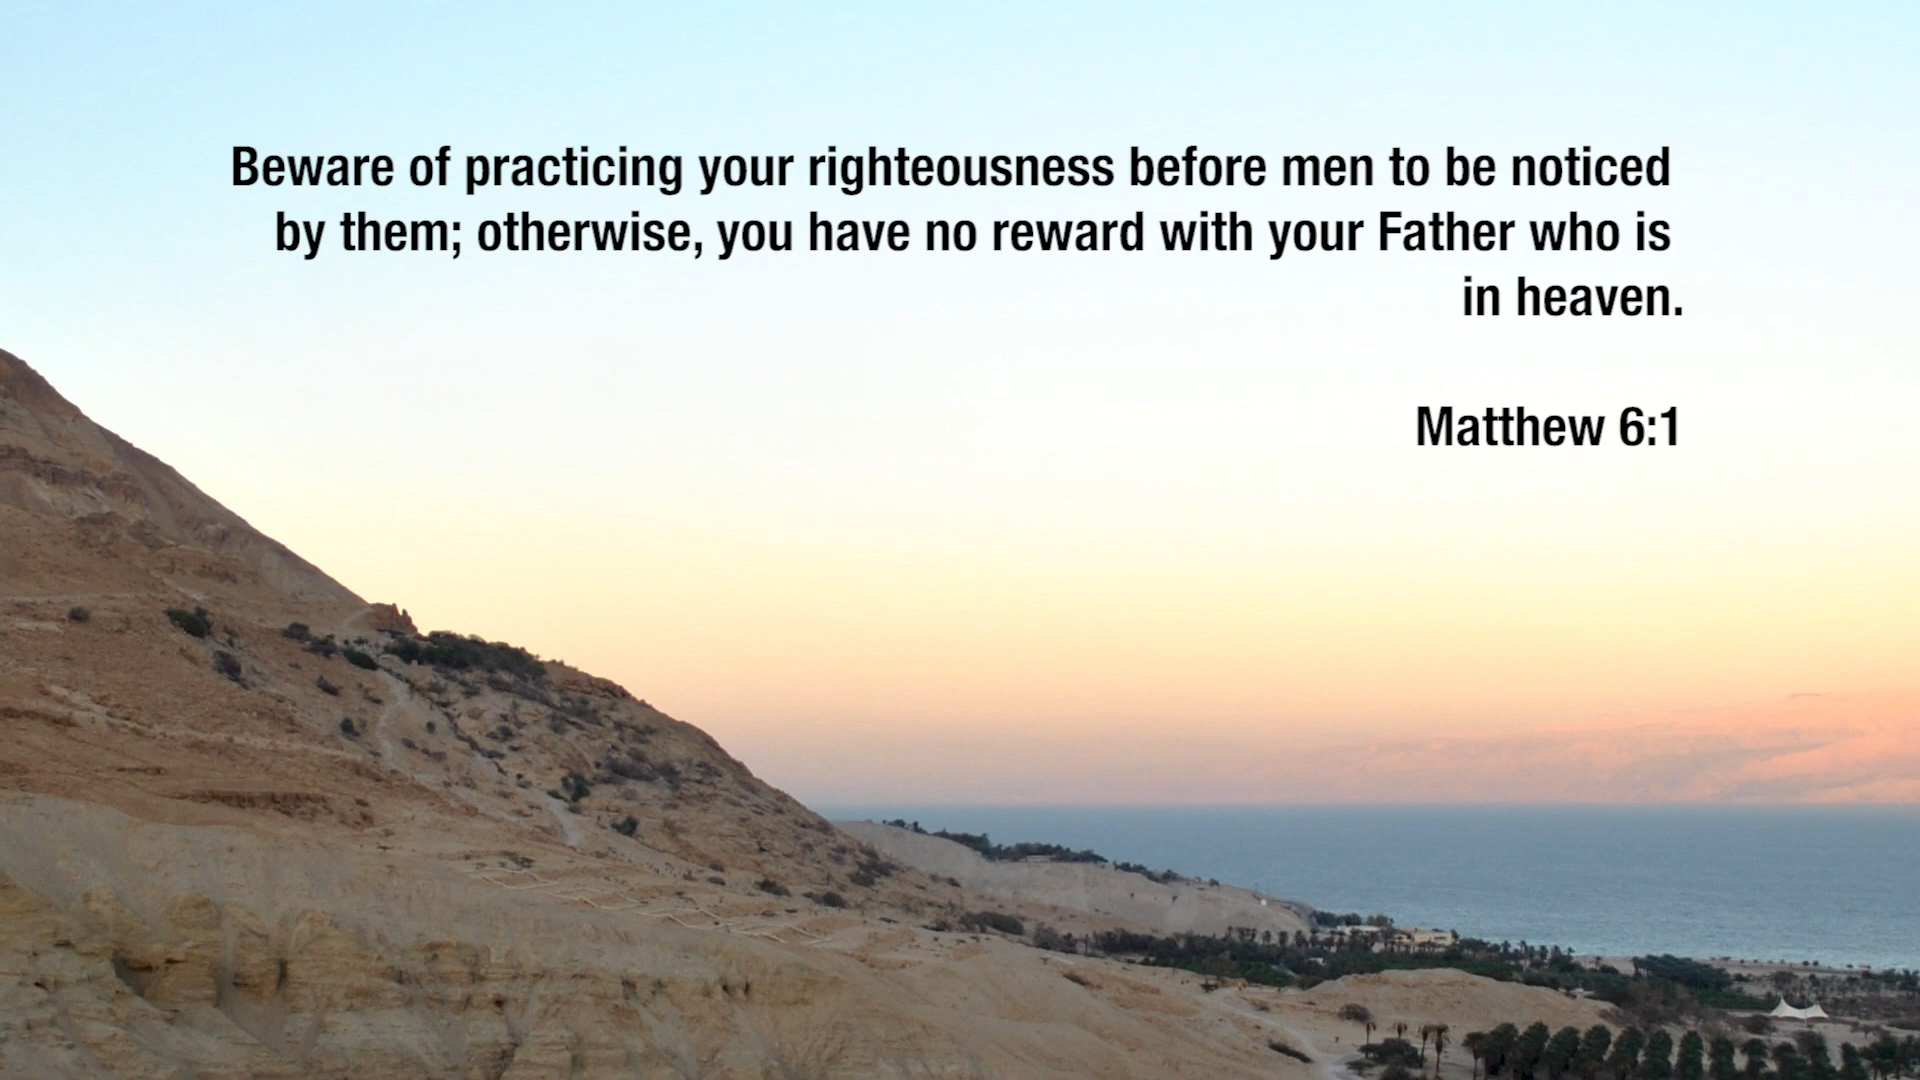 Beware of practicing your righteousness before men to be noticed
by them; otherwise, you have no reward with your Father who is
in heaven.
Matthew 6:1